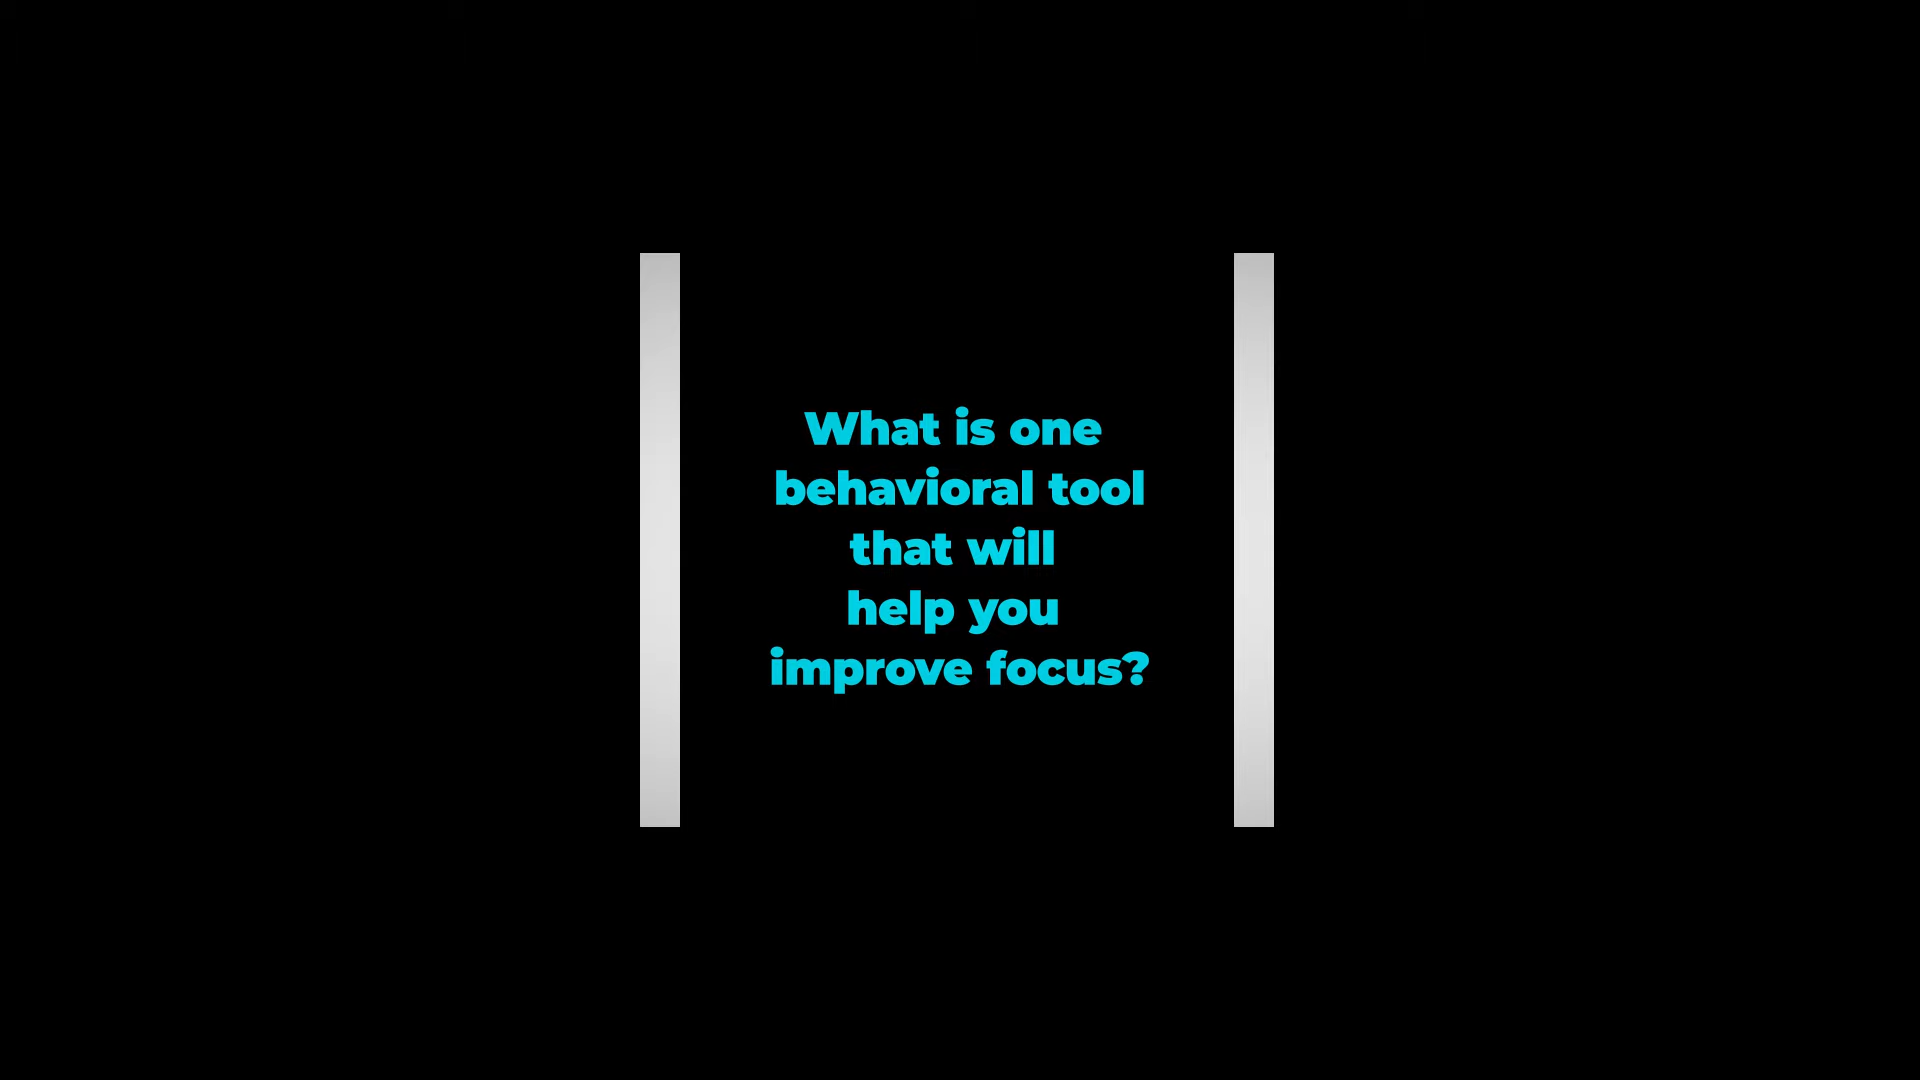 What is one
behavioral tool
that will
help you
improve focus?